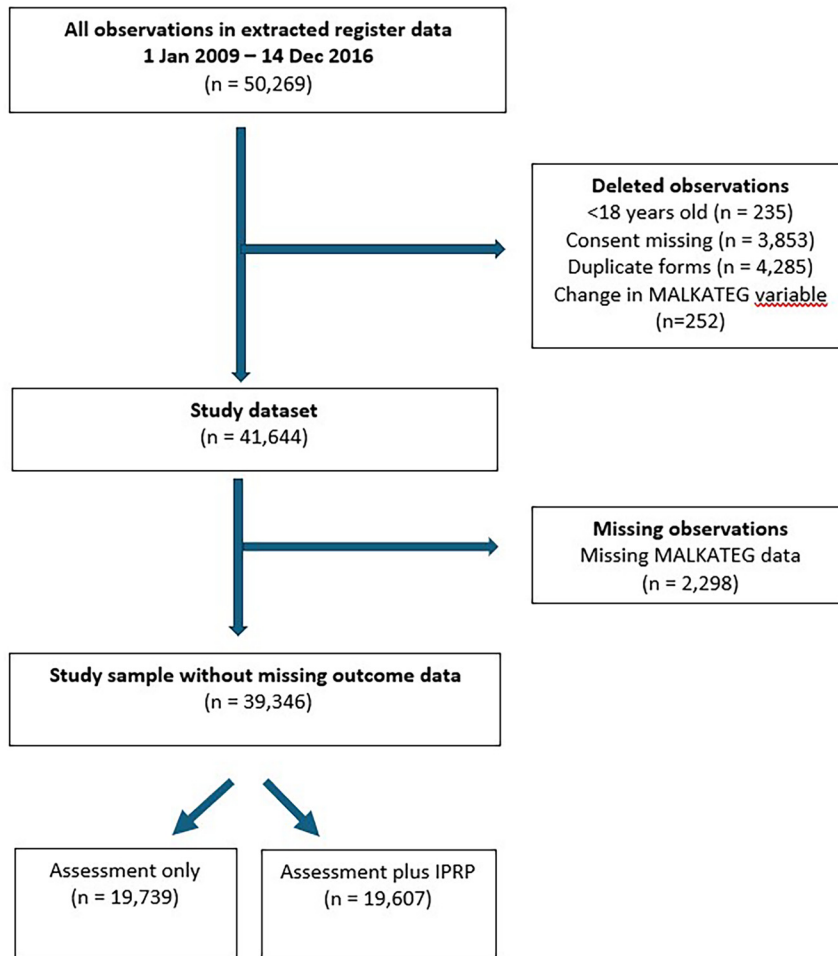 All observations in extracted register data
1 Jan 2009 – 14 Dec 2016
(n = 50,269)
Deleted observations
<18 years old (n = 235)
Consent missing (n = 3,853)
Duplicate forms (n = 4,285)
Change in MALKATEG variable
(n=252)
Study dataset
(n = 41,644)
Missing observations
Missing MALKATEG data
(n = 2,298)
Study sample without missing outcome data
(n = 39,346)
Assessment only
(n = 19,739)
Assessment plus IPRP
(n = 19,607)